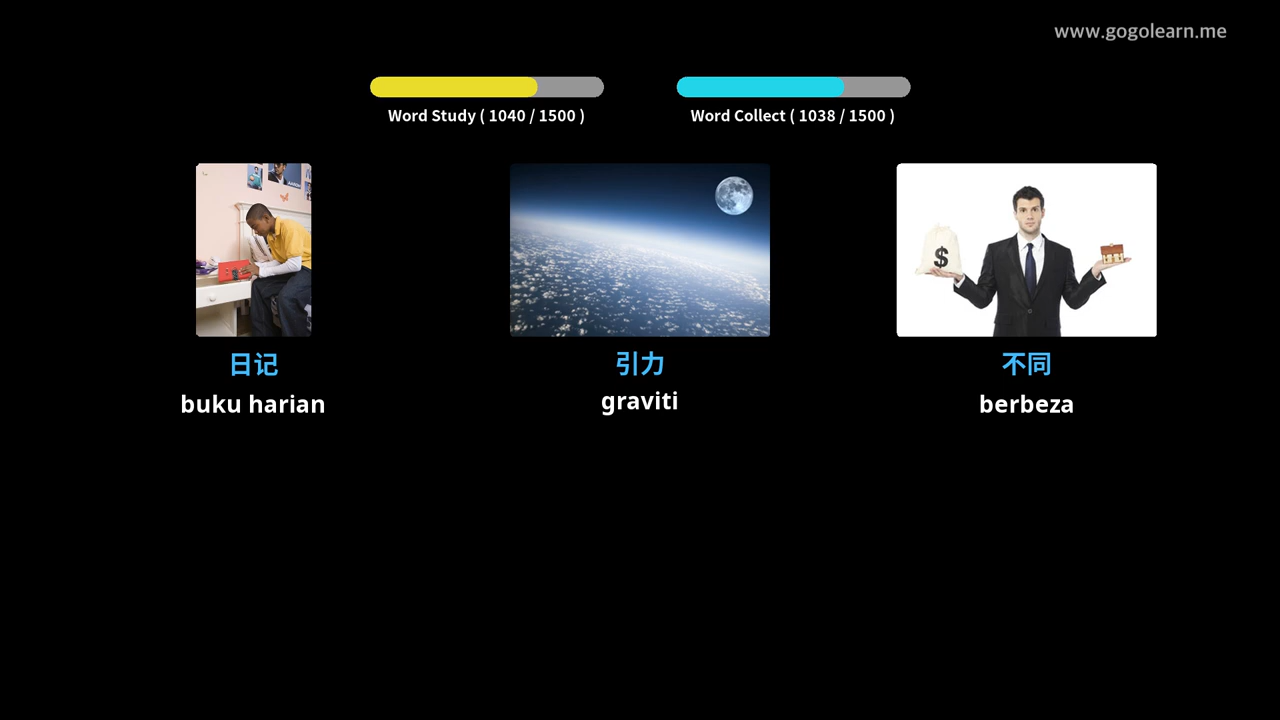 www.gogolearn.me
Word Study ( 1040 / 1500 )
Word Collect ( 1038 / 1500 )
$
日记
引力
不同
buku harian
graviti
berbeza